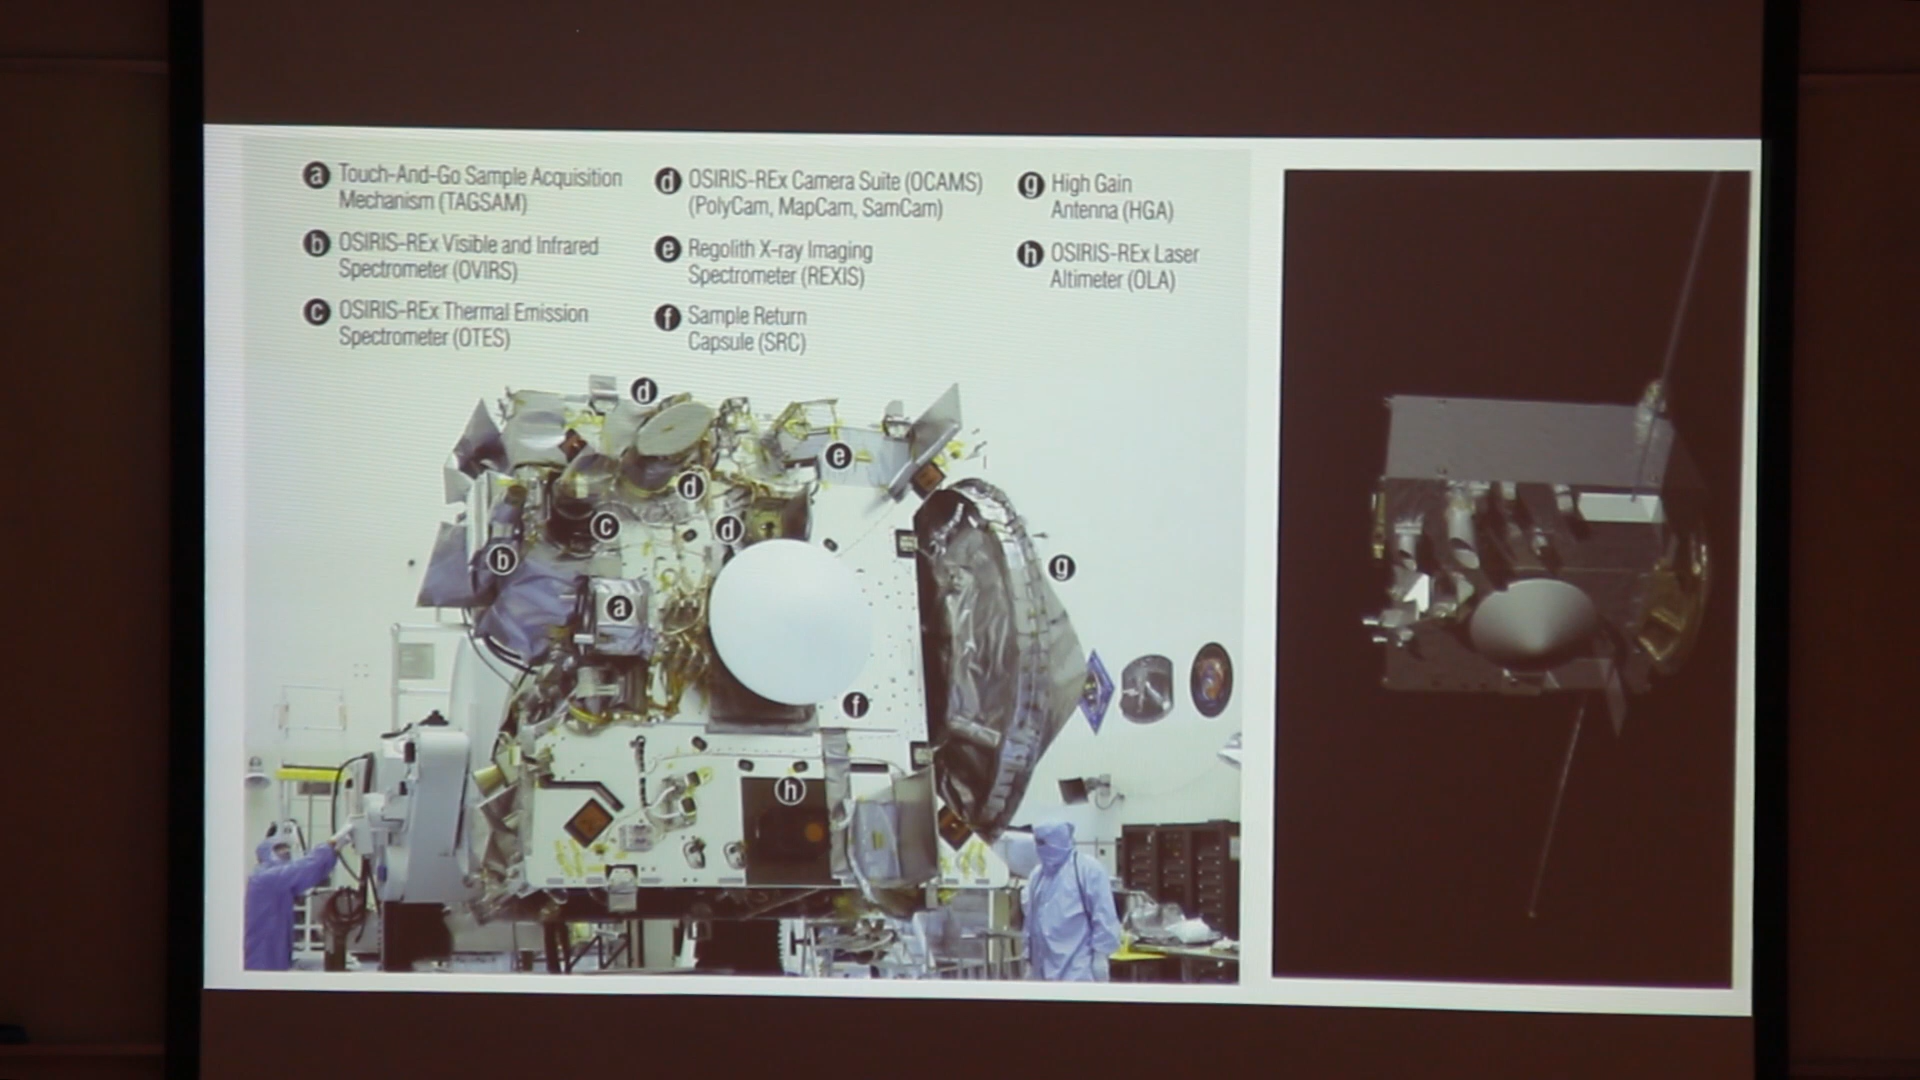 a Touch-And-Go Sample Acquisition
Mechanism (TAGSAM)
b OSIRIS-REx Visible and Infrared
Spectrometer (OVIRS)
c OSIRIS-REx Thermal Emission
Spectrometer (OTES)
d OSIRIS-REx Camera Suite (OCAMS)
(PolyCam, MapCam, SamCam)
e Regolith X-ray Imaging
Spectrometer (REXIS)
f Sample Return
Capsule (SRC)
g High Gain
Antenna (HGA)
h OSIRIS-REx Laser
Altimeter (OLA)
d
e
d
c
d
b
g
a
f
h